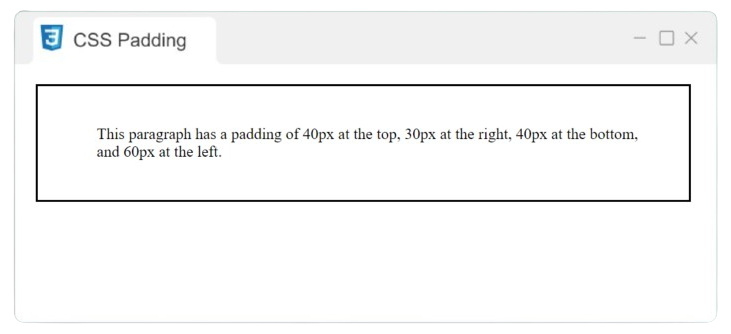 CSS Padding
This paragraph has a padding of 40px at the top, 30px at the right, 40px at the bottom,
and 60px at the left.